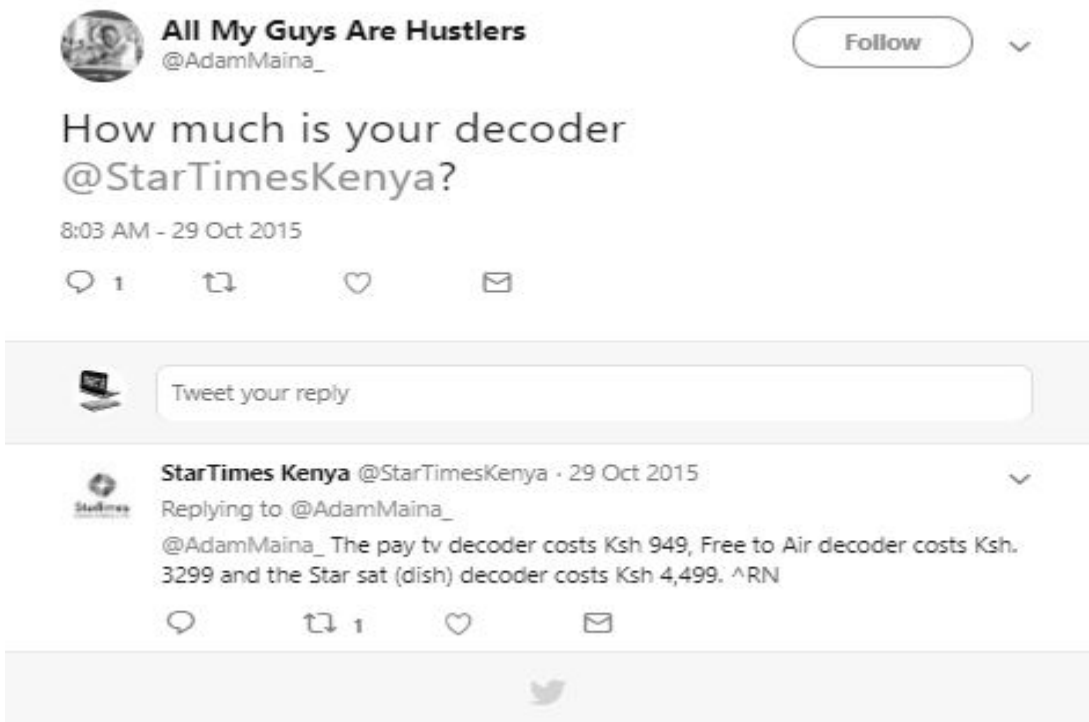 All My Guys Are Hustlers
@AdamMaina_
Follow
How much is your decoder
@StarTimesKenya?
8:03 AM - 29 Oct 2015
1
Tweet your reply
StarTimes Kenya @StarTimesKenya · 29 Oct 2015
StarTimes
Replying to @AdamMaina_
@AdamMaina_ The pay tv decoder costs Ksh 949, Free to Air decoder costs Ksh.
3299 and the Star sat (dish) decoder costs Ksh 4,499. ^RN
1